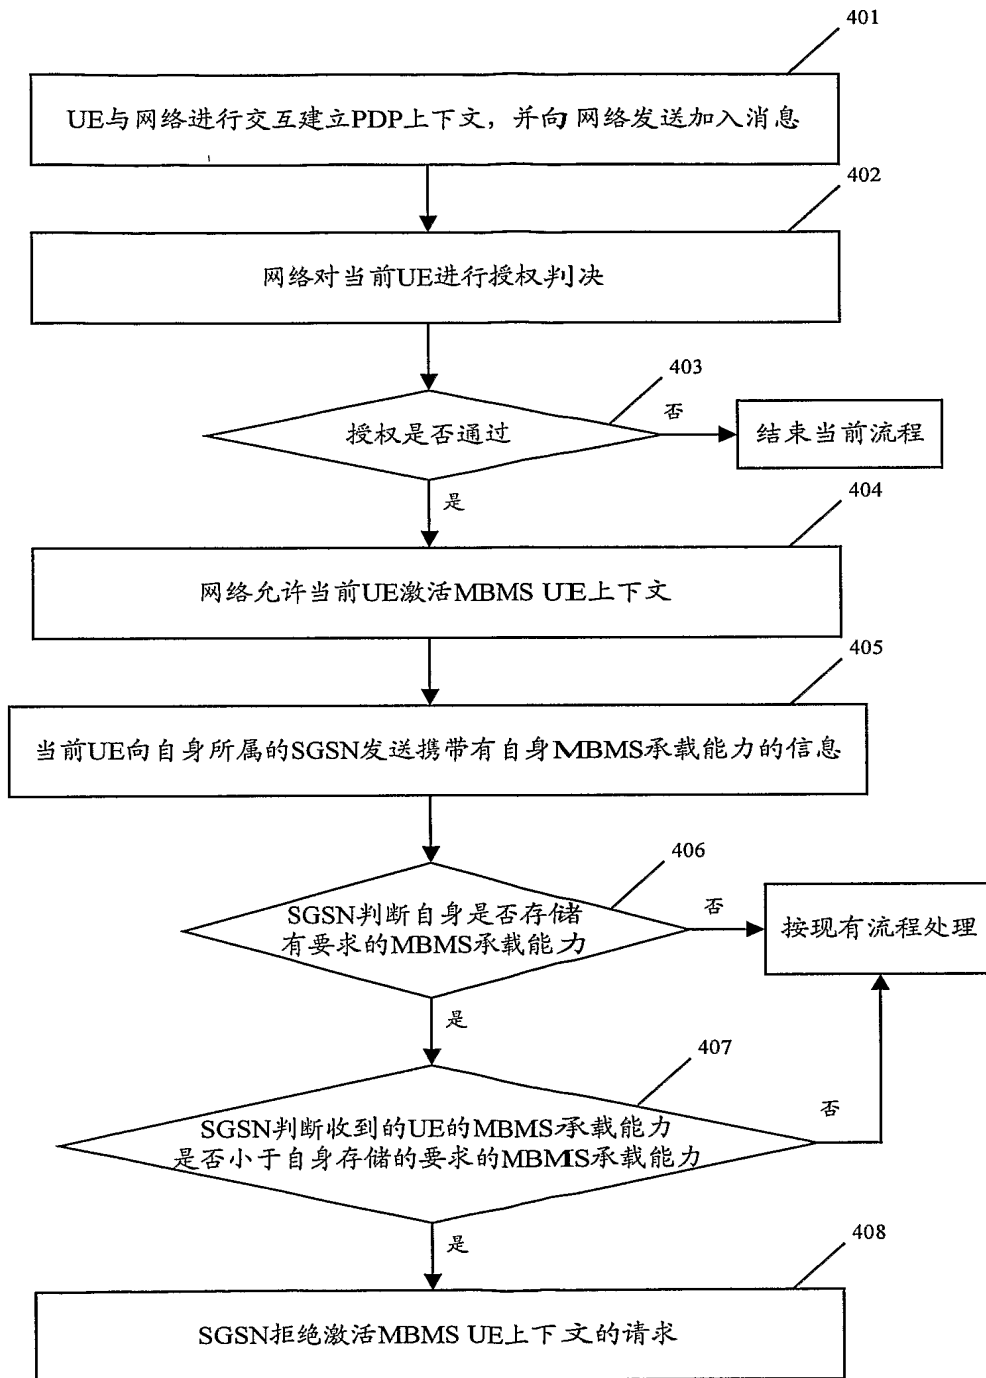 401
UE与网络进行交互建立PDP上下文，并向网络发送加入消息
402
网络对当前UE进行授权判决
403
授权是否通过
否
结束当前流程
是
404
网络允许当前UE激活MBMS UE上下文
405
当前UE向自身所属的SGSN发送携带有自身MBMS承载能力的信息
406
SGSN判断自身是否存储
有要求的MBMS承载能力
否
按现有流程处理
是
407
SGSN判断收到的UE的MBMS承载能力
是否小于自身存储的要求的MBMS承载能力
否
是
408
SGSN拒绝激活MBMS UE上下文的请求